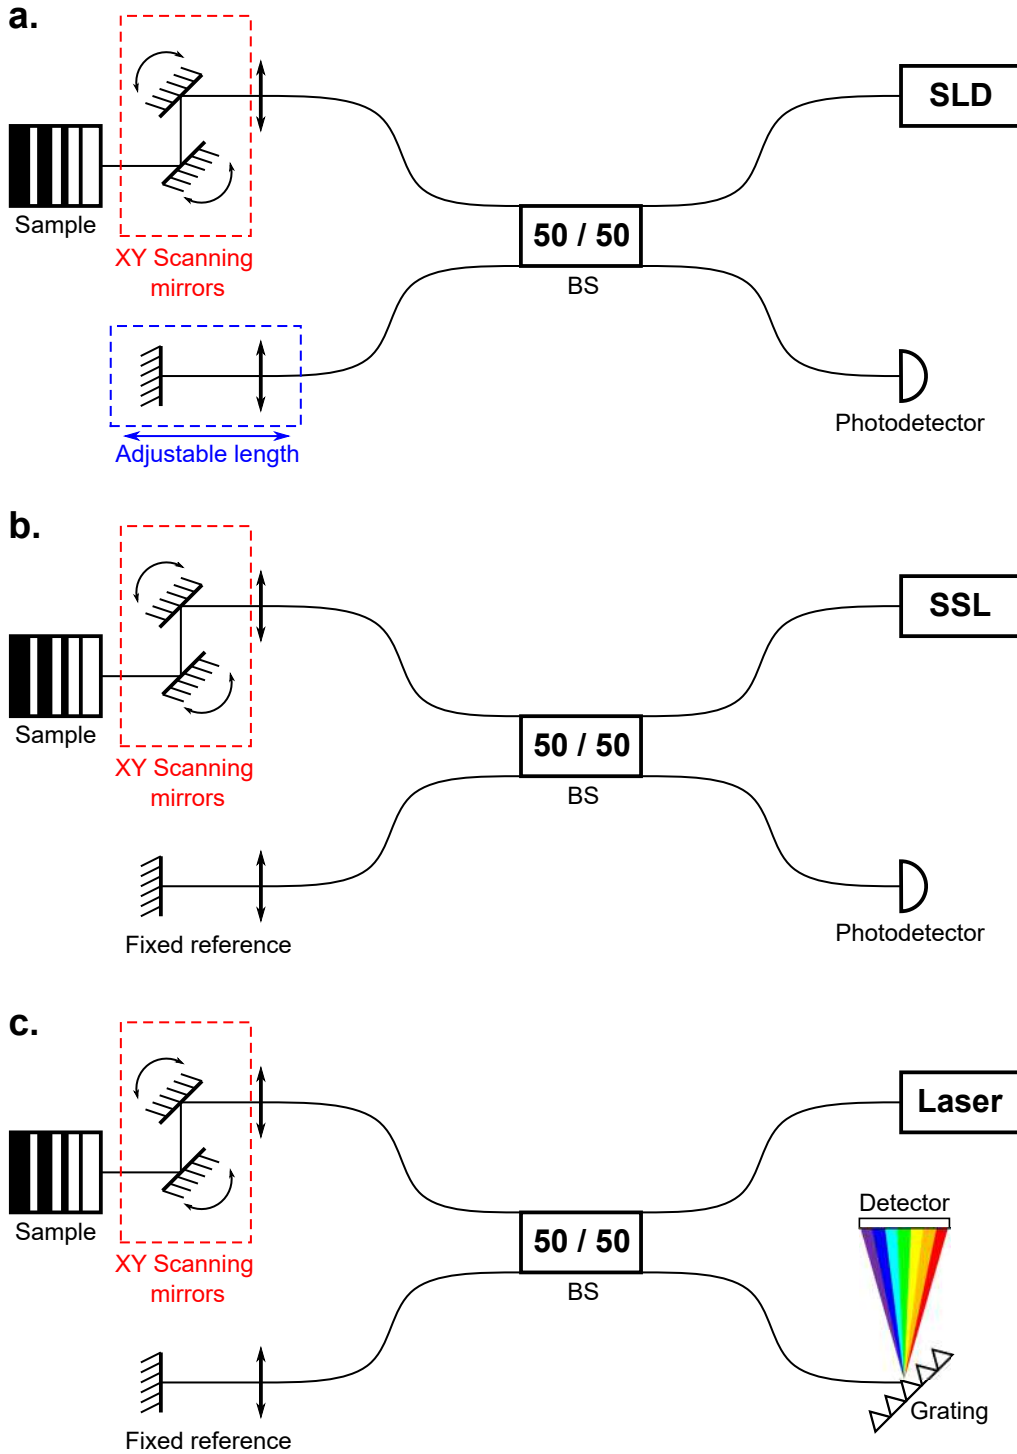 a.
SLD
Sample
XY Scanning
mirrors
50 / 50
BS
Adjustable length
Photodetector
b.
SSL
Sample
XY Scanning
mirrors
50 / 50
BS
Fixed reference
Photodetector
c.
Laser
Sample
XY Scanning
mirrors
50 / 50
BS
Detector
Grating
Fixed reference